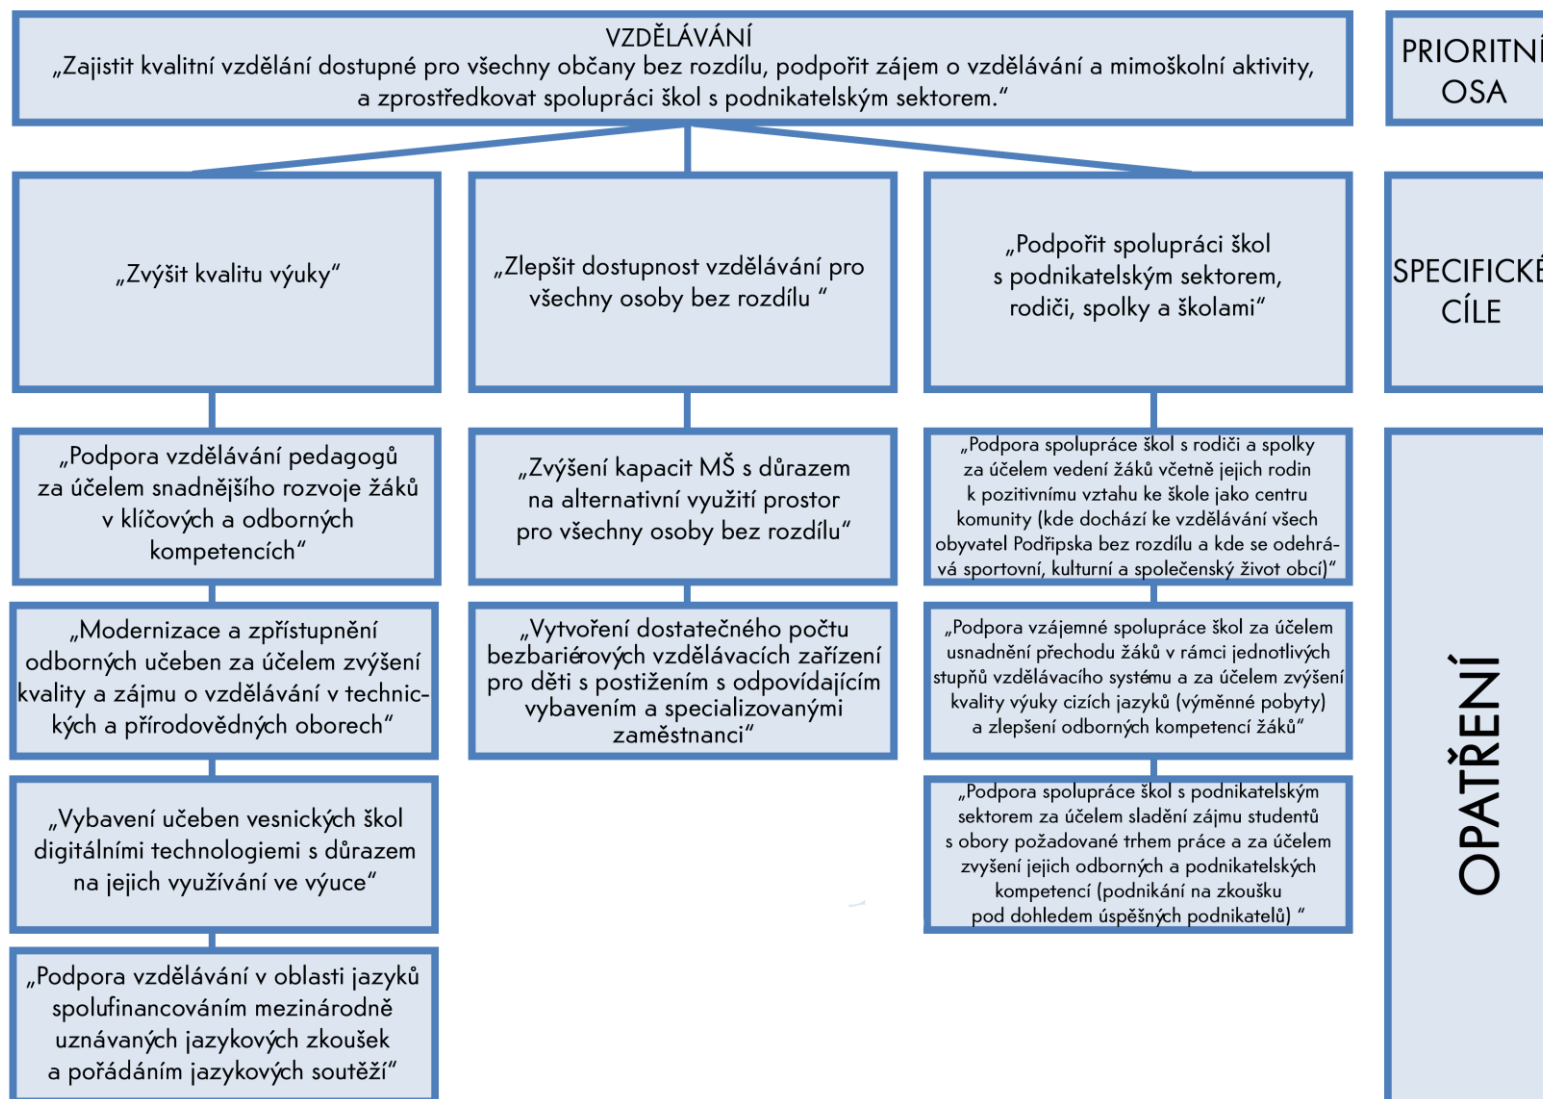 VZDĚLÁVÁNÍ
„Zajistit kvalitní vzdělání dostupné pro všechny občany bez rozdílu, podpořit zájem o vzdělávání a mimoškolní aktivity,
a zprostředkovat spolupráci škol s podnikatelským sektorem.“
PRIORITNÍ
OSA
„Zvýšit kvalitu výuky“
„Zlepšit dostupnost vzdělávání pro
všechny osoby bez rozdílu “
„Podpořit spolupráci škol
s podnikatelským sektorem,
rodiči, spolky a školami“
SPECIFICKÉ
CÍLE
„Podpora vzdělávání pedagogů
za účelem snadnějšího rozvoje žáků
v klíčových a odborných
kompetencích“
„Modernizace a zpřístupnění
odborných učeben za účelem zvýšení
kvality a zájmu o vzdělávání v technic-
kých a přírodovědných oborech“
„Vybavení učeben vesnických škol
digitálními technologiemi s důrazem
na jejich využívání ve výuce“
„Podpora vzdělávání v oblasti jazyků
spolufinancováním mezinárodně
uznávaných jazykových zkoušek
a pořádáním jazykových soutěží“
„Zvýšení kapacit MŠ s důrazem
na alternativní využití prostor
pro všechny osoby bez rozdílu“
„Vytvoření dostatečného počtu
bezbariérových vzdělávacích zařízení
pro děti s postižením s odpovídajícím
vybavením a specializovanými
zaměstnanci“
„Podpora spolupráce škol s rodiči a spolky
za účelem vedení žáků včetně jejich rodin
k pozitivnímu vztahu ke škole jako centru
komunity (kde dochází ke vzdělávání všech
obyvatel Podřipska bez rozdílu a kde se odehrá-
vá sportovní, kulturní a společenský život obcí)“
„Podpora vzájemné spolupráce škol za účelem
usnadnění přechodu žáků v rámci jednotlivých
stupňů vzdělávacího systému a za účelem zvýšení
kvality výuky cizích jazyků (výměnné pobyty)
a zlepšení odborných kompetencí žáků“
„Podpora spolupráce škol s podnikatelským
sektorem za účelem sladění zájmu studentů
s obory požadované trhem práce a za účelem
zvyšení jejich odborných a podnikatelských
kompetencí (podnikání na zkoušku
pod dohledem úspěšných podnikatelů) “
OPATŘENÍ